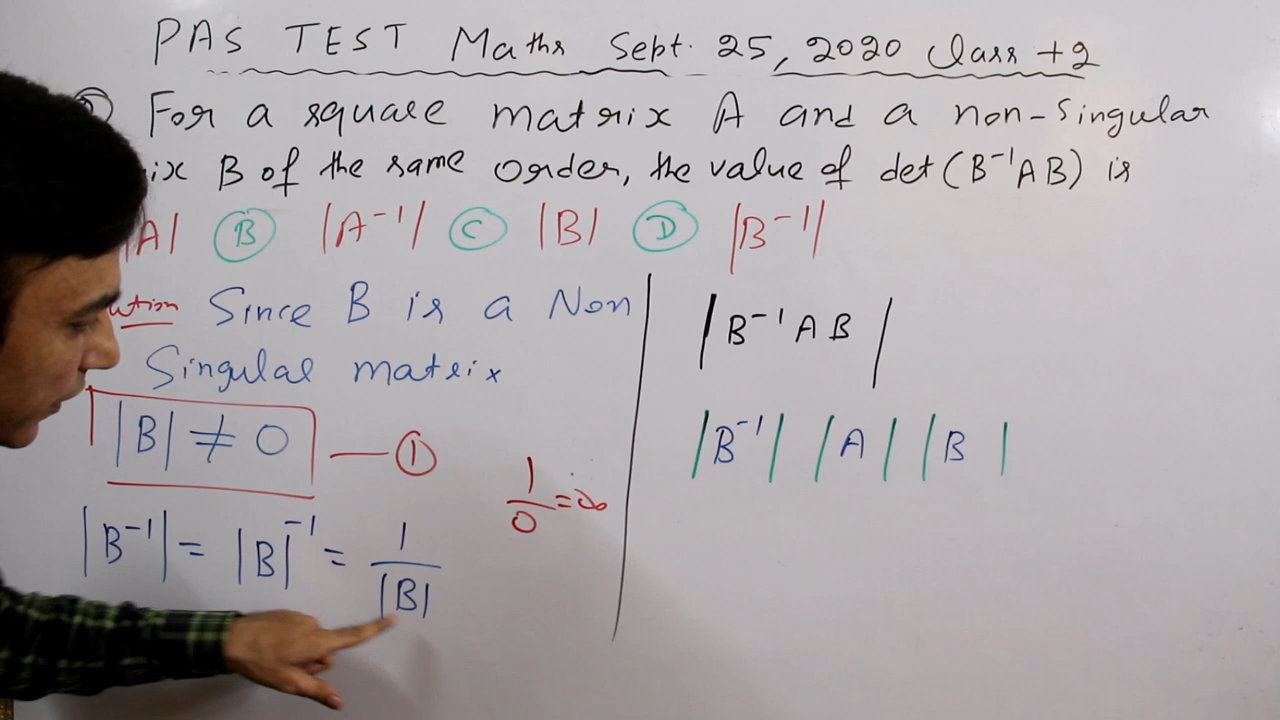 PAS TEST Maths Sept. 25, 2020 Class +2
For a square matrix A and a non-singular
ix B of the same order, the value of det (B⁻¹AB) is
|A| Ⓑ |A⁻¹| Ⓒ |B| Ⓓ |B⁻¹|
ution Since B is a Non
Singular matrix
|B| ≠ 0 — ①
1/0 = ∞
|B⁻¹| = |B|⁻¹ = 1/|B|
|B⁻¹AB|
|B⁻¹| |A| |B|